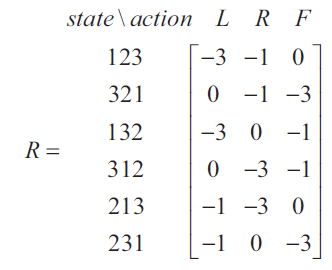 state\action L R F
123 -3 -1 0
321 0 -1 -3
132 -3 0 -1
R =
312 0 -3 -1
213 -1 -3 0
231 -1 0 -3